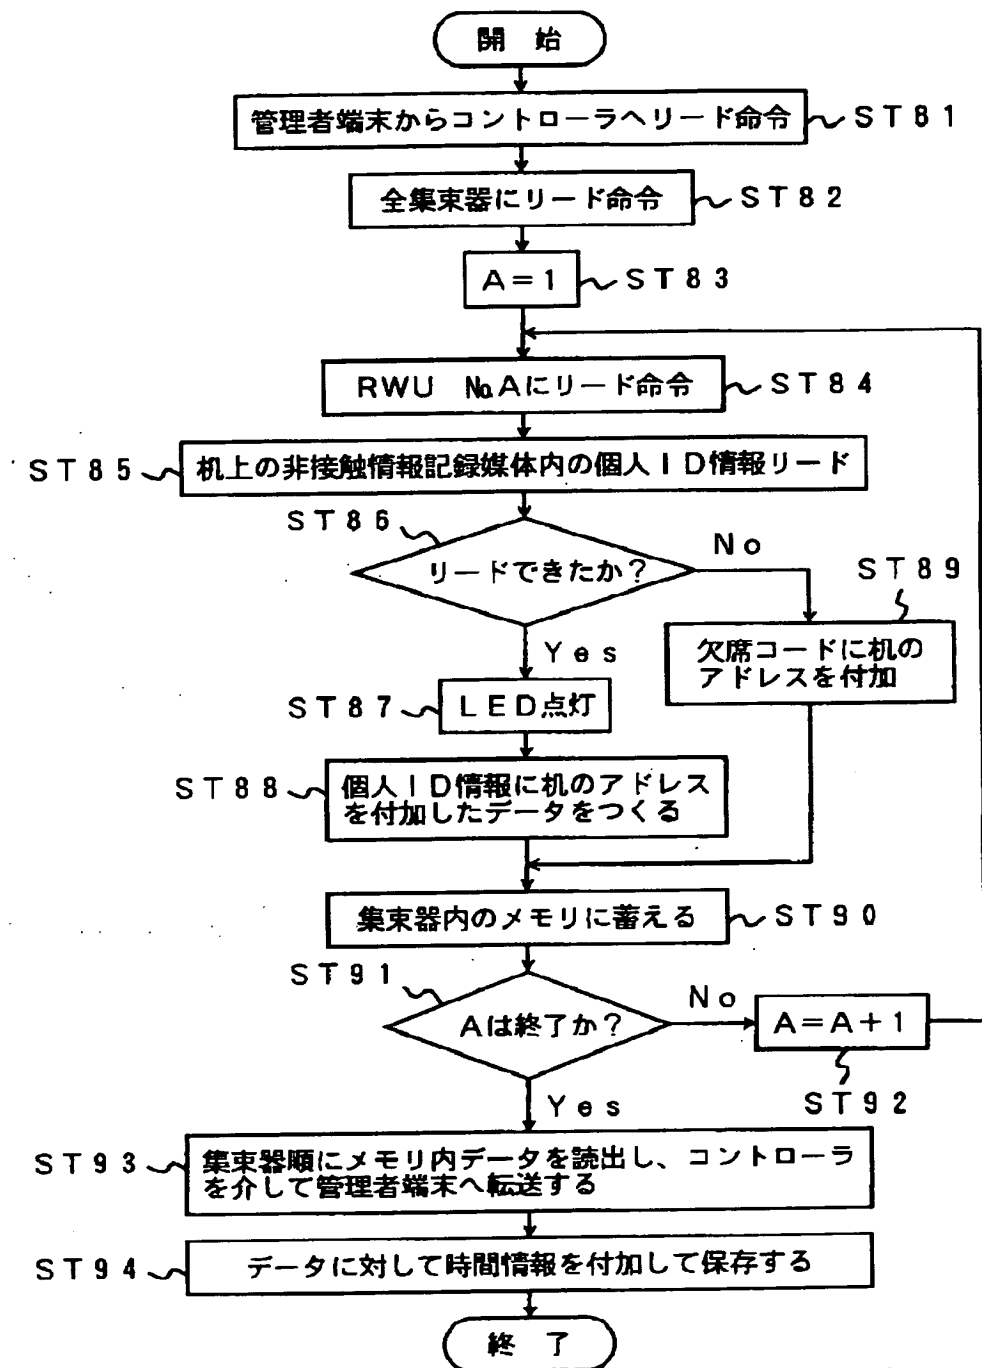 開 始
管理者端末からコントローラへリード命令
ST81
全集束器にリード命令
ST82
A=1
ST83
RWU No.Aにリード命令
ST84
ST85
机上の非接触情報記録媒体内の個人ID情報リード
ST86
リードできたか?
No
ST89
Yes
欠席コードに机の
アドレスを付加
ST87
LED点灯
ST88
個人ID情報に机のアドレス
を付加したデータをつくる
集束器内のメモリに蓄える
ST90
ST91
Aは終了か?
No
A=A+1
ST92
Yes
ST93
集束器順にメモリ内データを読出し、コントローラ
を介して管理者端末へ転送する
ST94
データに対して時間情報を付加して保存する
終 了